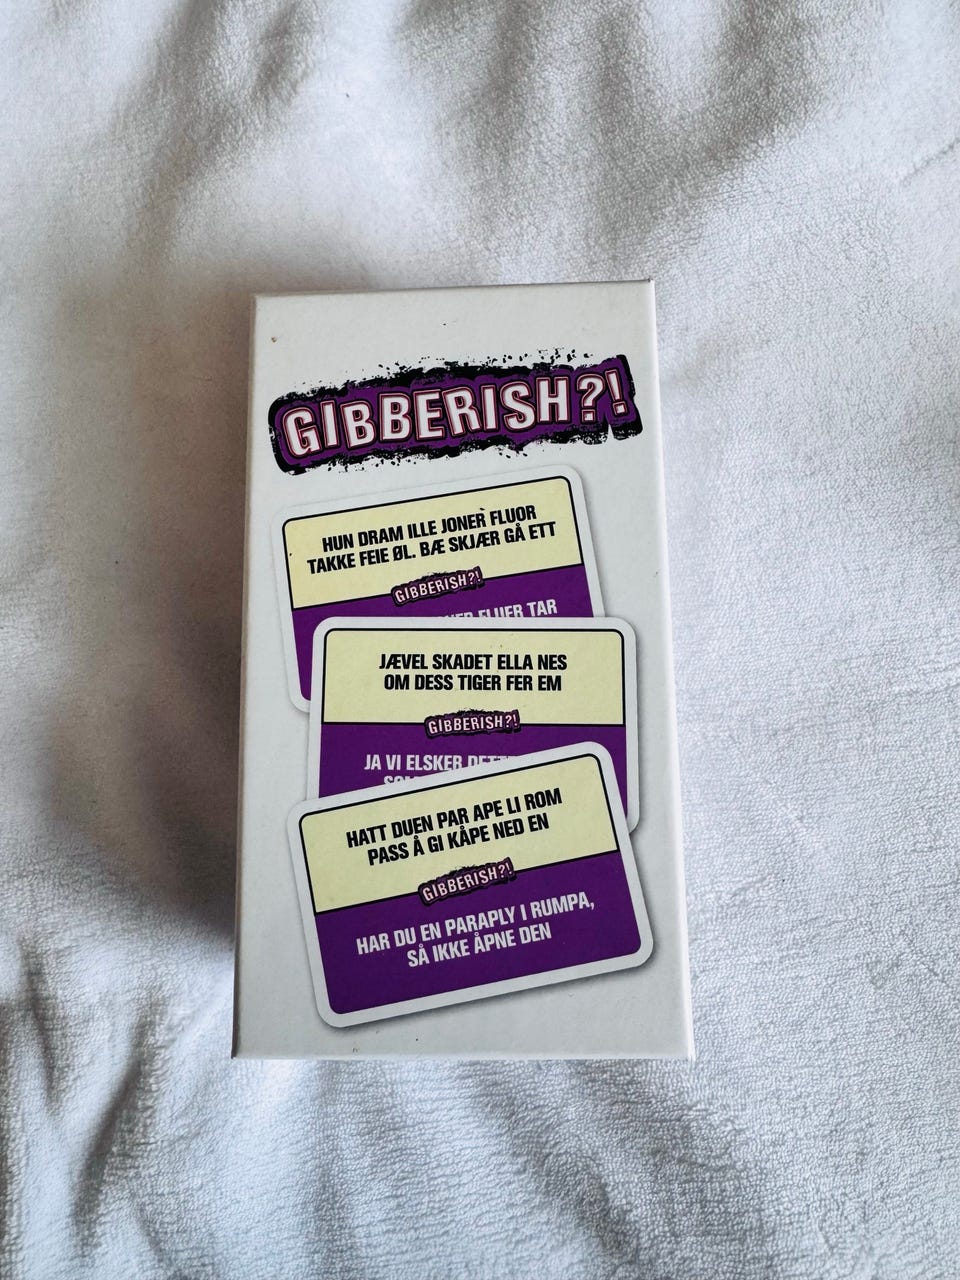 GIBBERISH?!
HUN DRAM ILLE JONER FLUOR
TAKKE FEIE ØL. BÆ SKJÆR GÅ ETT
GIBBERISH?!
FLUER TAR
JÆVEL SKADET ELLA NES
OM DESS TIGER FER EM
GIBBERISH?!
JA VI ELSKER
HATT DUEN PAR APE LI ROM
PASS Å GI KÅPE NED EN
GIBBERISH?!
HAR DU EN PARAPLY I RUMPA,
SÅ IKKE ÅPNE DEN